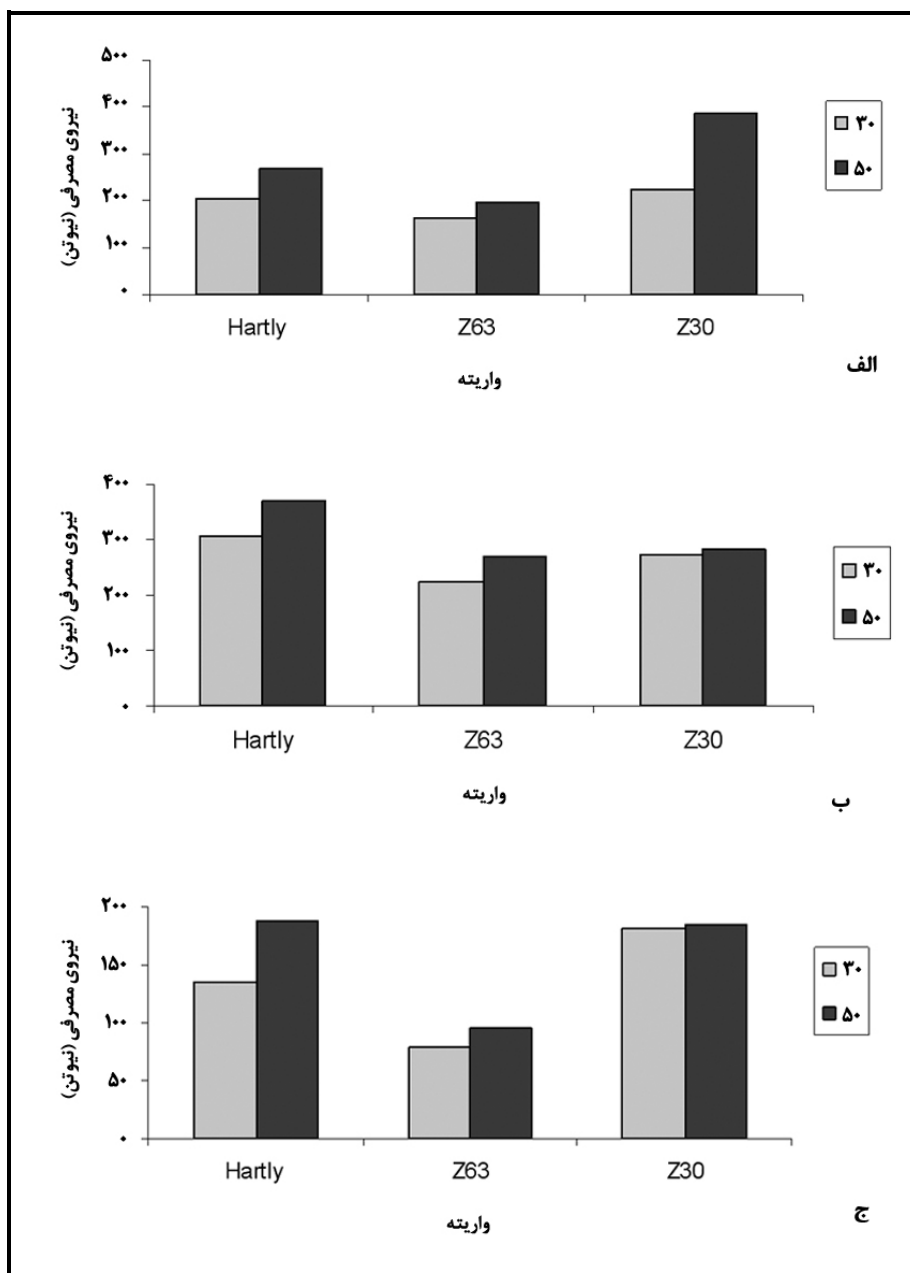 ۵۰۰
۴۰۰
۳۰۰
۲۰۰
۱۰۰
۰
نیروی مصرفی (نیوتن)
۳۰
۵۰
Hartly Z63 Z30
واریته
الف
۴۰۰
۳۰۰
۲۰۰
۱۰۰
۰
نیروی مصرفی (نیوتن)
۳۰
۵۰
Hartly Z63 Z30
واریته
ب
۲۰۰
۱۵۰
۱۰۰
۵۰
۰
نیروی مصرفی (نیوتن)
۳۰
۵۰
Hartly Z63 Z30
واریته
ج